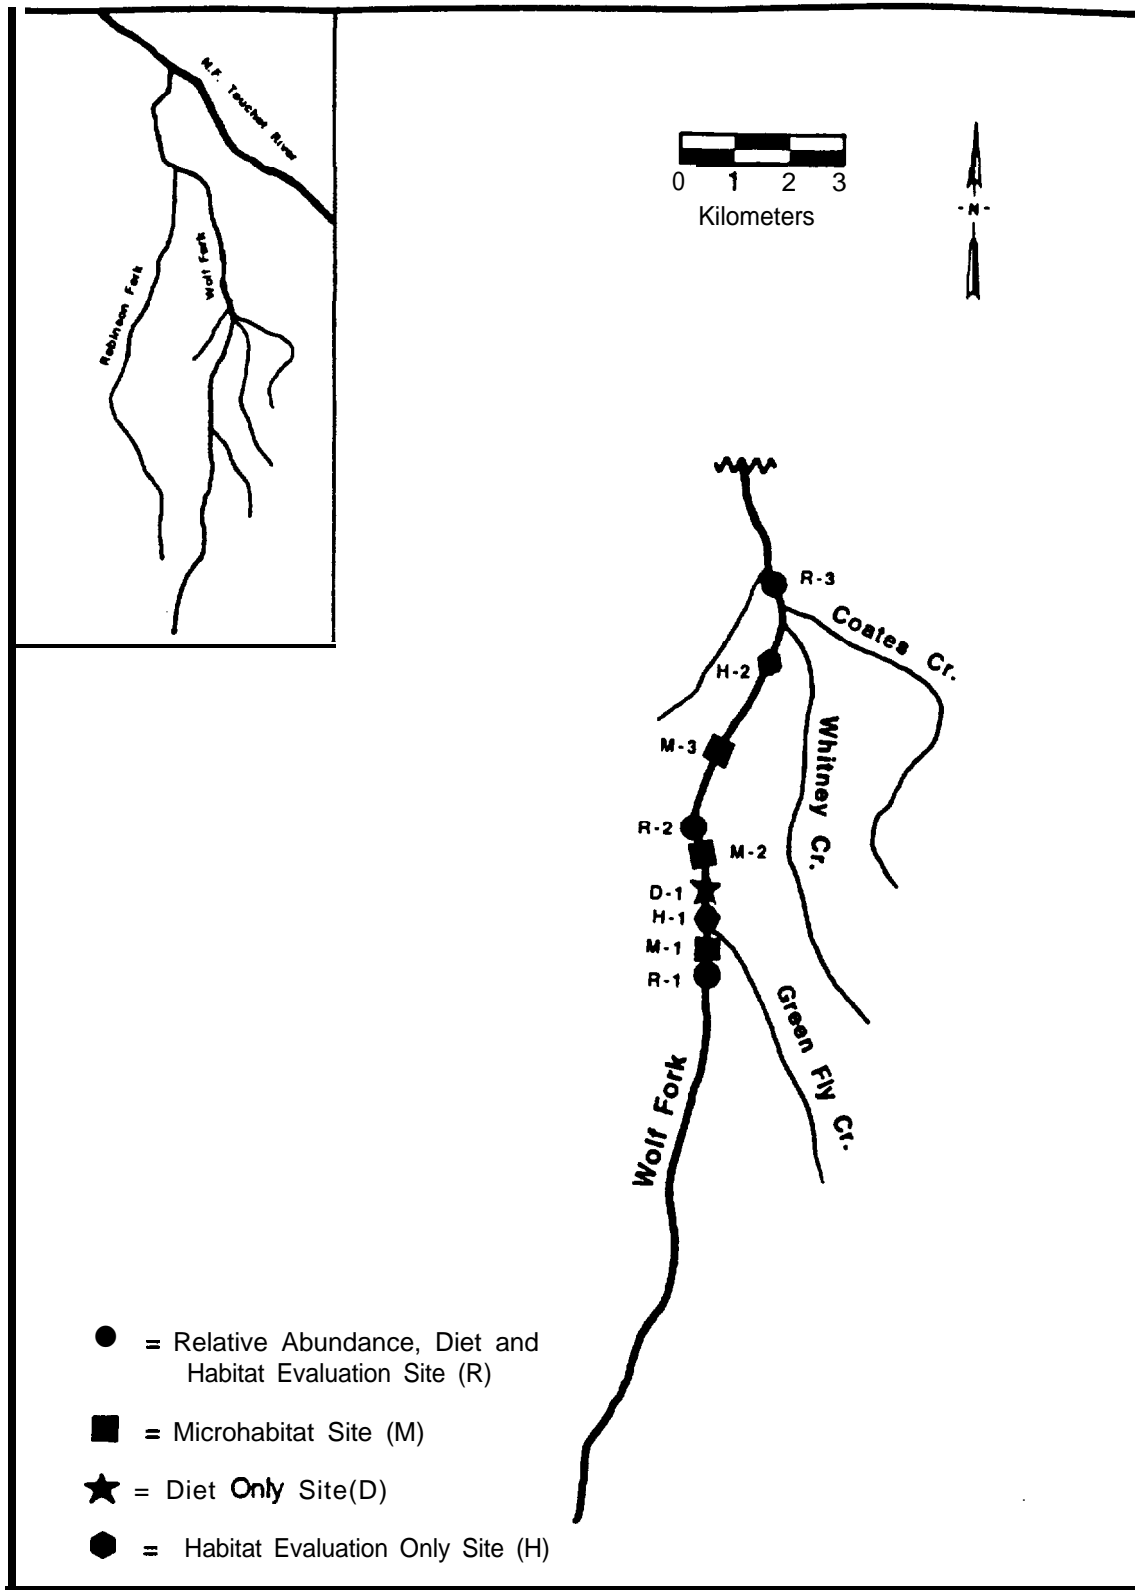 N.F. Touchet River
Wolf Fork
Robinson Fork
0 1 2 3
Kilometers
- N -
R-3
Coates Cr.
H-2
M-3
Whitney Cr.
R-2
M-2
D-1
H-1
M-1
R-1
Green Fly Cr.
Wolf Fork
= Relative Abundance, Diet and
Habitat Evaluation Site (R)
= Microhabitat Site (M)
= Diet Only Site(D)
= Habitat Evaluation Only Site (H)